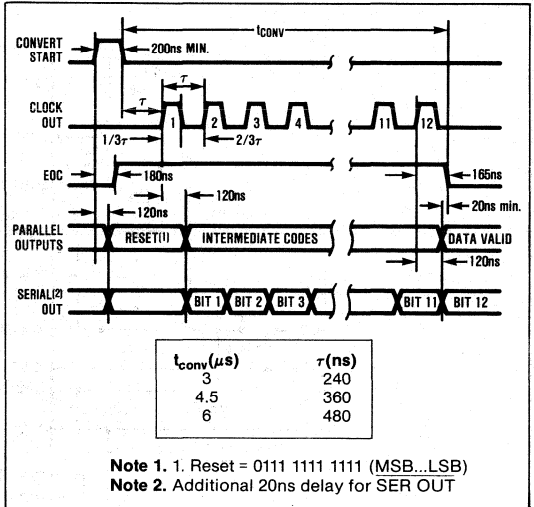 tCONV
CONVERT START
200ns MIN.
τ
τ
CLOCK OUT
1 2 3 4 11 12
1/3τ 2/3τ
EOC
180ns
165ns
120ns
20ns min.
120ns
PARALLEL OUTPUTS
RESET(1) INTERMEDIATE CODES DATA VALID
120ns
SERIAL(2) OUT
BIT 1 BIT 2 BIT 3 BIT 11 BIT 12
tconv(μs) τ(ns)
3 240
4.5 360
6 480
Note 1. 1. Reset = 0111 1111 1111 (MSB...LSB)
Note 2. Additional 20ns delay for SER OUT